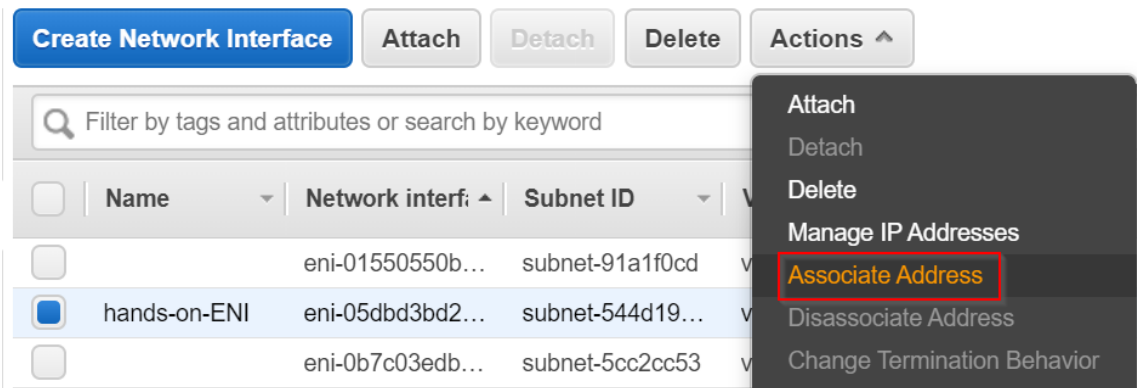 Create Network Interface Attach Detach Delete Actions
Filter by tags and attributes or search by keyword
Name Network interf Subnet ID
eni-01550550b… subnet-91a1f0cd
hands-on-ENI eni-05dbd3bd2… subnet-544d19…
eni-0b7c03edb… subnet-5cc2cc53
Attach
Detach
Delete
Manage IP Addresses
Associate Address
Disassociate Address
Change Termination Behavior